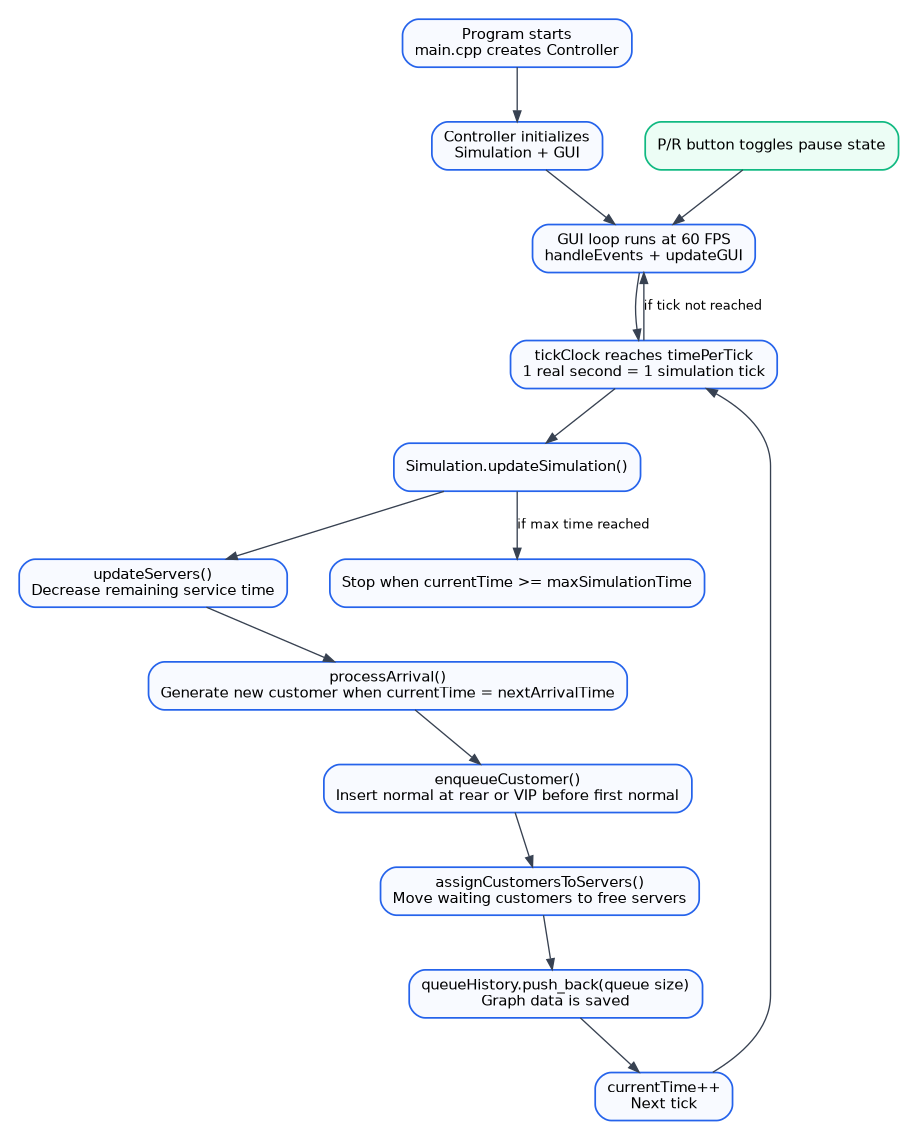 Program starts
main.cpp creates Controller
Controller initializes
Simulation + GUI
P/R button toggles pause state
GUI loop runs at 60 FPS
handleEvents + updateGUI
if tick not reached
tickClock reaches timePerTick
1 real second = 1 simulation tick
Simulation.updateSimulation()
if max time reached
updateServers()
Decrease remaining service time
Stop when currentTime >= maxSimulationTime
processArrival()
Generate new customer when currentTime = nextArrivalTime
enqueueCustomer()
Insert normal at rear or VIP before first normal
assignCustomersToServers()
Move waiting customers to free servers
queueHistory.push_back(queue size)
Graph data is saved
currentTime++
Next tick